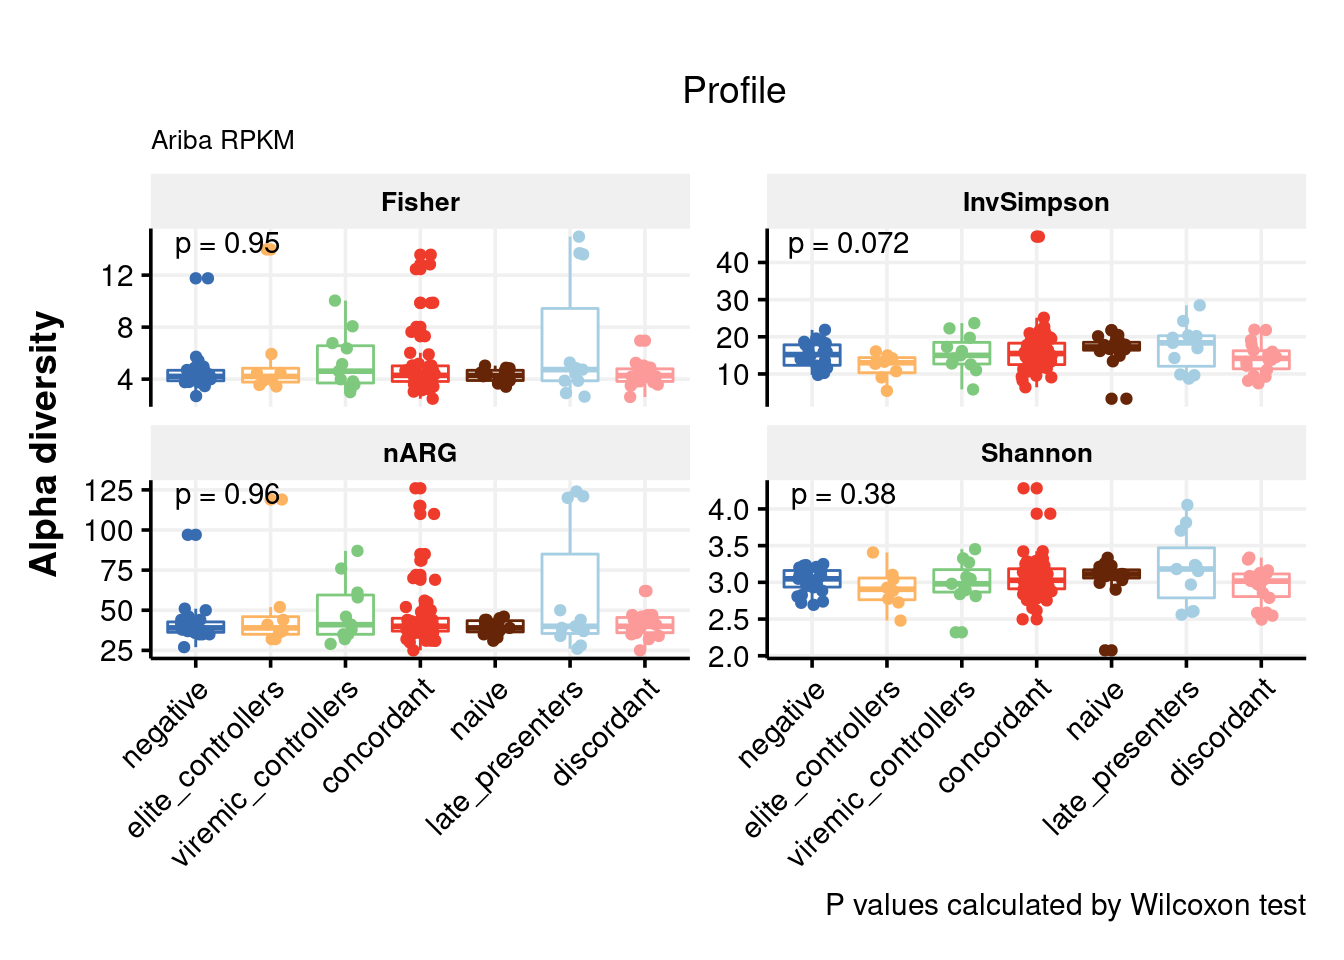 Profile
Ariba RPKM
Alpha diversity
Fisher
p = 0.95
12
8
4
InvSimpson
p = 0.072
40
30
20
10
nARG
p = 0.96
125
100
75
50
25
Shannon
p = 0.38
4.0
3.5
3.0
2.5
2.0
negative
elite_controllers
viremic_controllers
concordant
naive
late_presenters
discordant
negative
elite_controllers
viremic_controllers
concordant
naive
late_presenters
discordant
P values calculated by Wilcoxon test